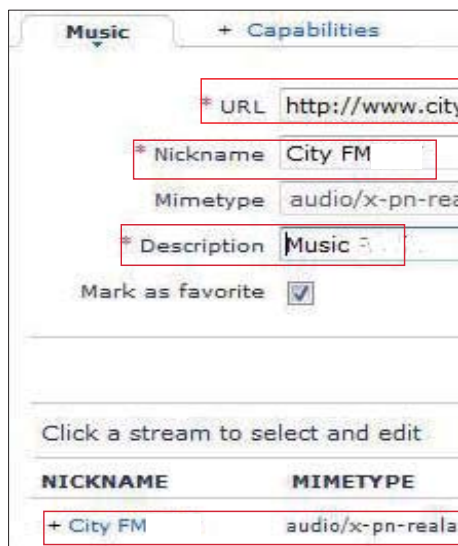 Music + Capabilities
* URL http://www.city
* Nickname City FM
Mimetype audio/x-pn-rea
* Description Music
Mark as favorite
Click a stream to select and edit
NICKNAME MIMETYPE
+ City FM audio/x-pn-reala